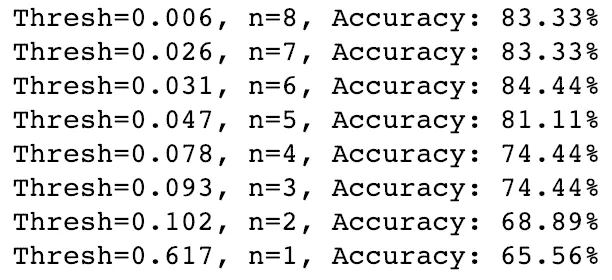 Thresh=0.006, n=8, Accuracy: 83.33%
Thresh=0.026, n=7, Accuracy: 83.33%
Thresh=0.031, n=6, Accuracy: 84.44%
Thresh=0.047, n=5, Accuracy: 81.11%
Thresh=0.078, n=4, Accuracy: 74.44%
Thresh=0.093, n=3, Accuracy: 74.44%
Thresh=0.102, n=2, Accuracy: 68.89%
Thresh=0.617, n=1, Accuracy: 65.56%